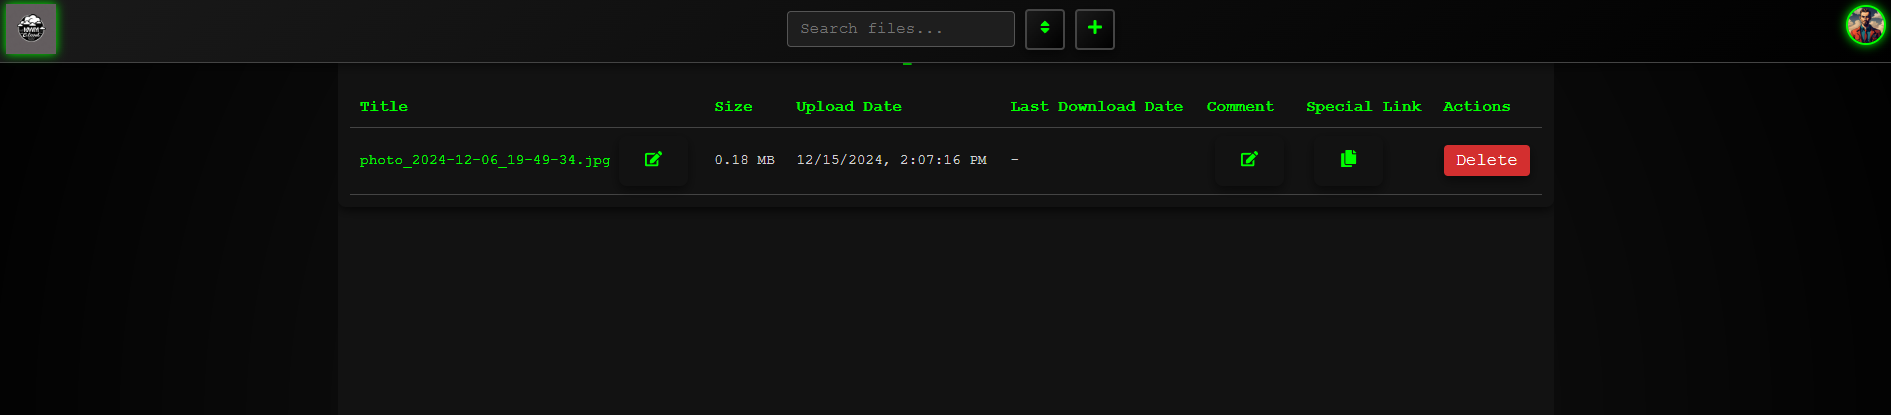 Search files...
Title Size Upload Date Last Download Date Comment Special Link Actions
photo_2024-12-06_19-49-34.jpg 0.18 MB 12/15/2024, 2:07:16 PM - Delete